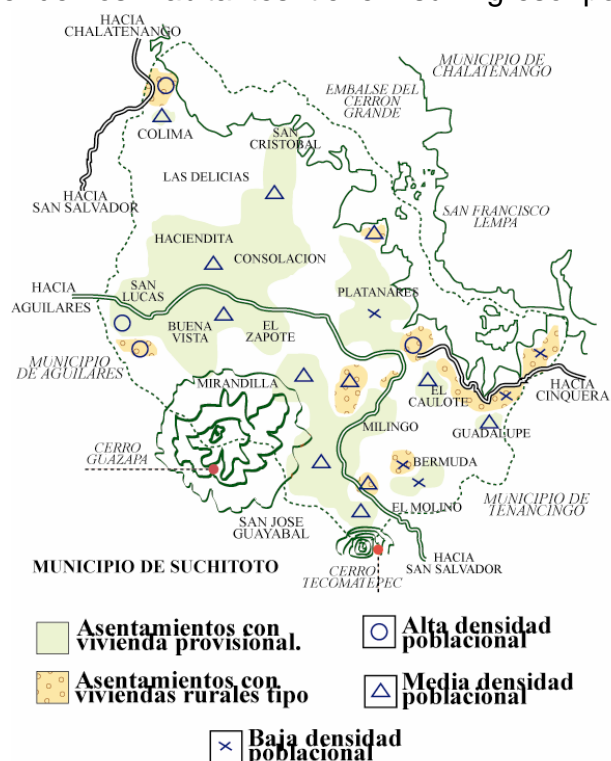 HACIA
CHALATENANGO
MUNICIPIO DE
CHALATENANGO
EMBALSE DEL
CERRON
GRANDE
COLIMA
SAN
CRISTOBAL
LAS DELICIAS
HACIA
SAN SALVADOR
SAN FRANCISCO
LEMPA
HACIENDITA
CONSOLACION
HACIA
AGUILARES
SAN
LUCAS
PLATANARES
BUENA
VISTA
EL
ZAPOTE
MUNICIPIO
DE AGUILARES
MIRANDILLA
EL
CAULOTE
HACIA
CINQUERA
MILINGO
GUADALUPE
CERRO
GUAZAPA
BERMUDA
SAN JOSE
GUAYABAL
EL MOLINO
MUNICIPIO DE
TENANCINGO
MUNICIPIO DE SUCHITOTO
CERRO
TECOMATEPEC
HACIA
SAN SALVADOR
Asentamientos con
vivienda provisional.
Alta densidad
poblacional
Asentamientos con
viviendas rurales tipo
Media densidad
poblacional
Baja densidad
poblacional